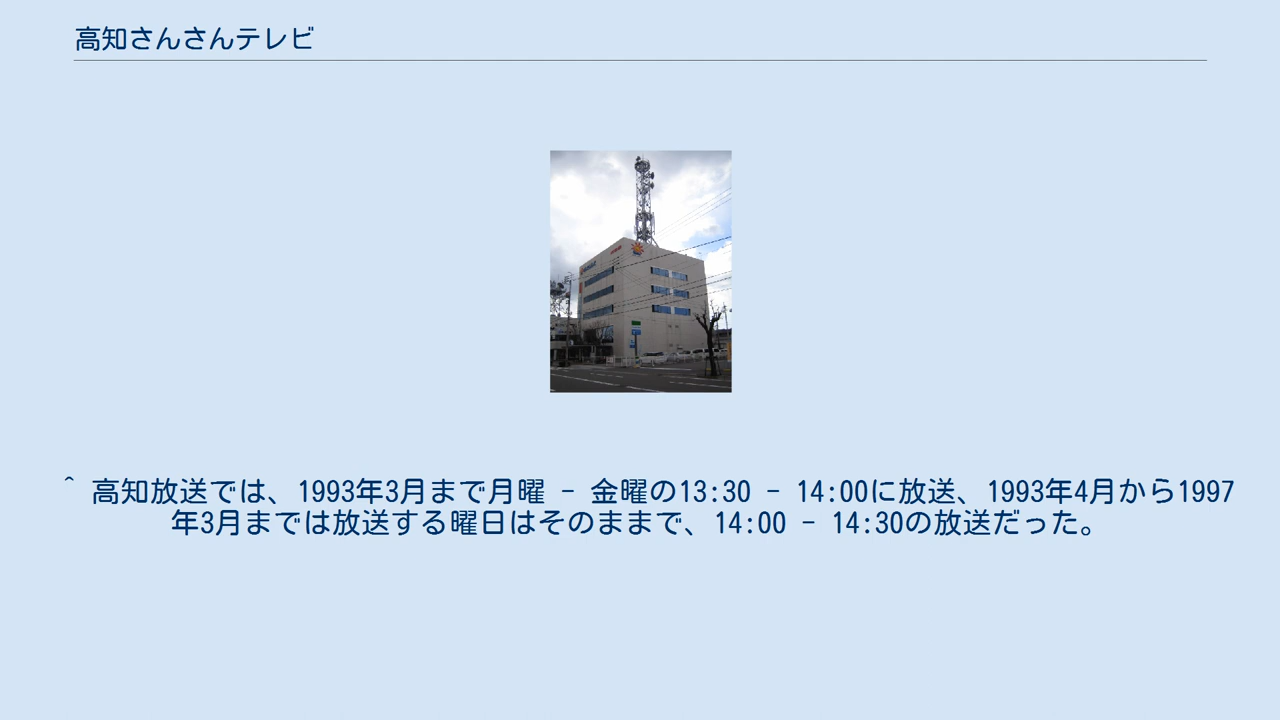 高知さんさんテレビ
^ 高知放送では、1993年3月まで月曜 - 金曜の13:30 - 14:00に放送、1993年4月から1997
年3月までは放送する曜日はそのままで、14:00 - 14:30の放送だった。